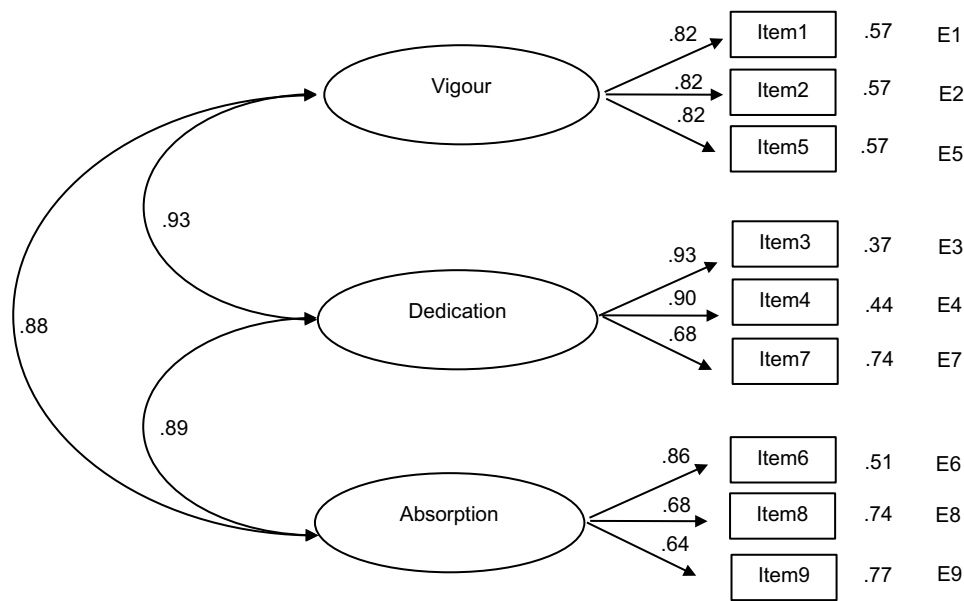 .82 Item1 .57 E1
Vigour .82 Item2 .57 E2
.82 Item5 .57 E5
.93
.93 Item3 .37 E3
Dedication .90 Item4 .44 E4
.88 .68 Item7 .74 E7
.89
.86 Item6 .51 E6
Absorption .68 Item8 .74 E8
.64 Item9 .77 E9